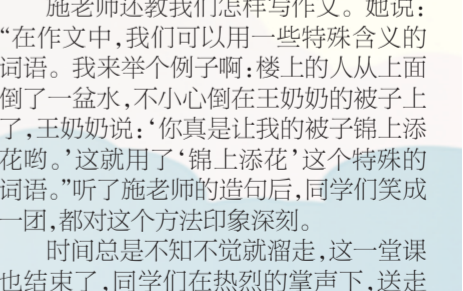 施老师还教我们怎样写作文。她说：
“在作文中，我们可以用一些特殊含义的
词语。我来举个例子啊：楼上的人从上面
倒了一盆水，不小心倒在王奶奶的被子上
了，王奶奶说：‘你真是让我的被子锦上添
花哟。’这就用了‘锦上添花’这个特殊的
词语。”听了施老师的造句后，同学们笑成
一团，都对这个方法印象深刻。
时间总是不知不觉就溜走，这一堂课
也结束了，同学们在热烈的掌声下，送走